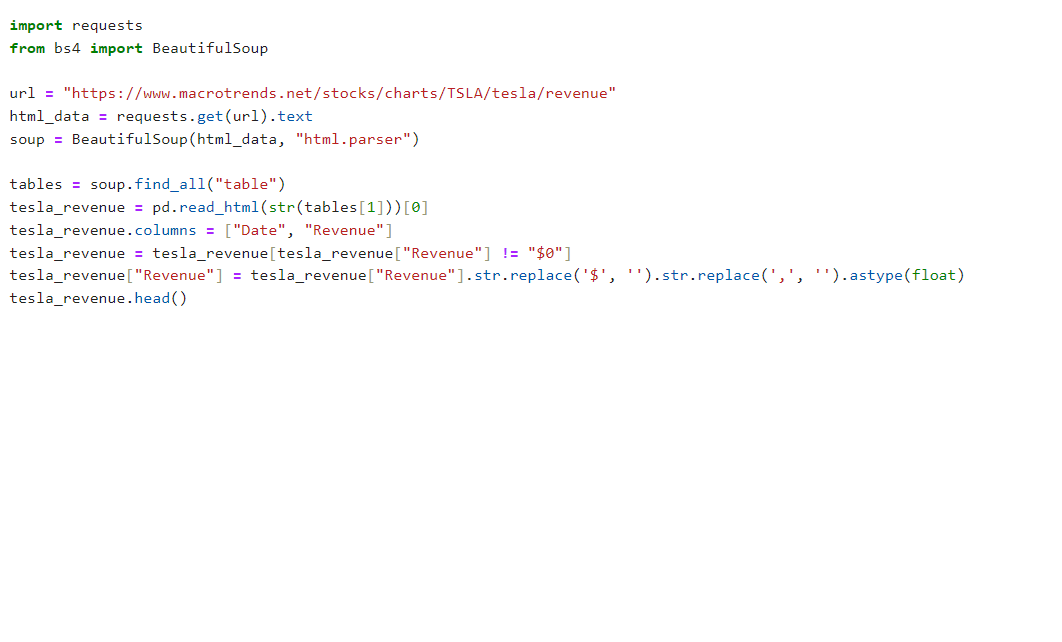 import requests
from bs4 import BeautifulSoup
url = "https://www.macrotrends.net/stocks/charts/TSLA/tesla/revenue"
html_data = requests.get(url).text
soup = BeautifulSoup(html_data, "html.parser")
tables = soup.find_all("table")
tesla_revenue = pd.read_html(str(tables[1]))[0]
tesla_revenue.columns = ["Date", "Revenue"]
tesla_revenue = tesla_revenue[tesla_revenue["Revenue"] != "$0"]
tesla_revenue["Revenue"] = tesla_revenue["Revenue"].str.replace('$', '').str.replace(',', '').astype(float)
tesla_revenue.head()